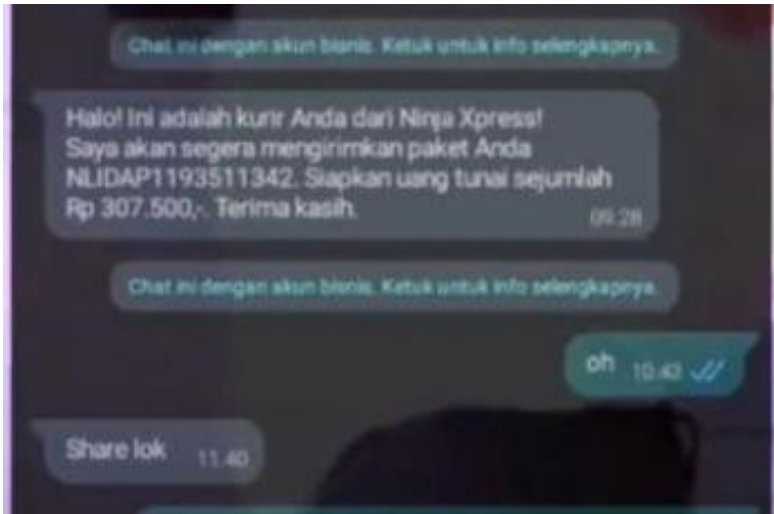 Chat ini dengan akun bisnis. Ketuk untuk info selengkapnya.
Halo! Ini adalah kurir Anda dari Ninja Xpress!
Saya akan segera mengirimkan paket Anda
NLIDAP1193511342. Siapkan uang tunai sejumlah
Rp 307.500,-. Terima kasih.
09.28
Chat ini dengan akun bisnis. Ketuk untuk info selengkapnya.
oh 10.43
Share lok 11.40